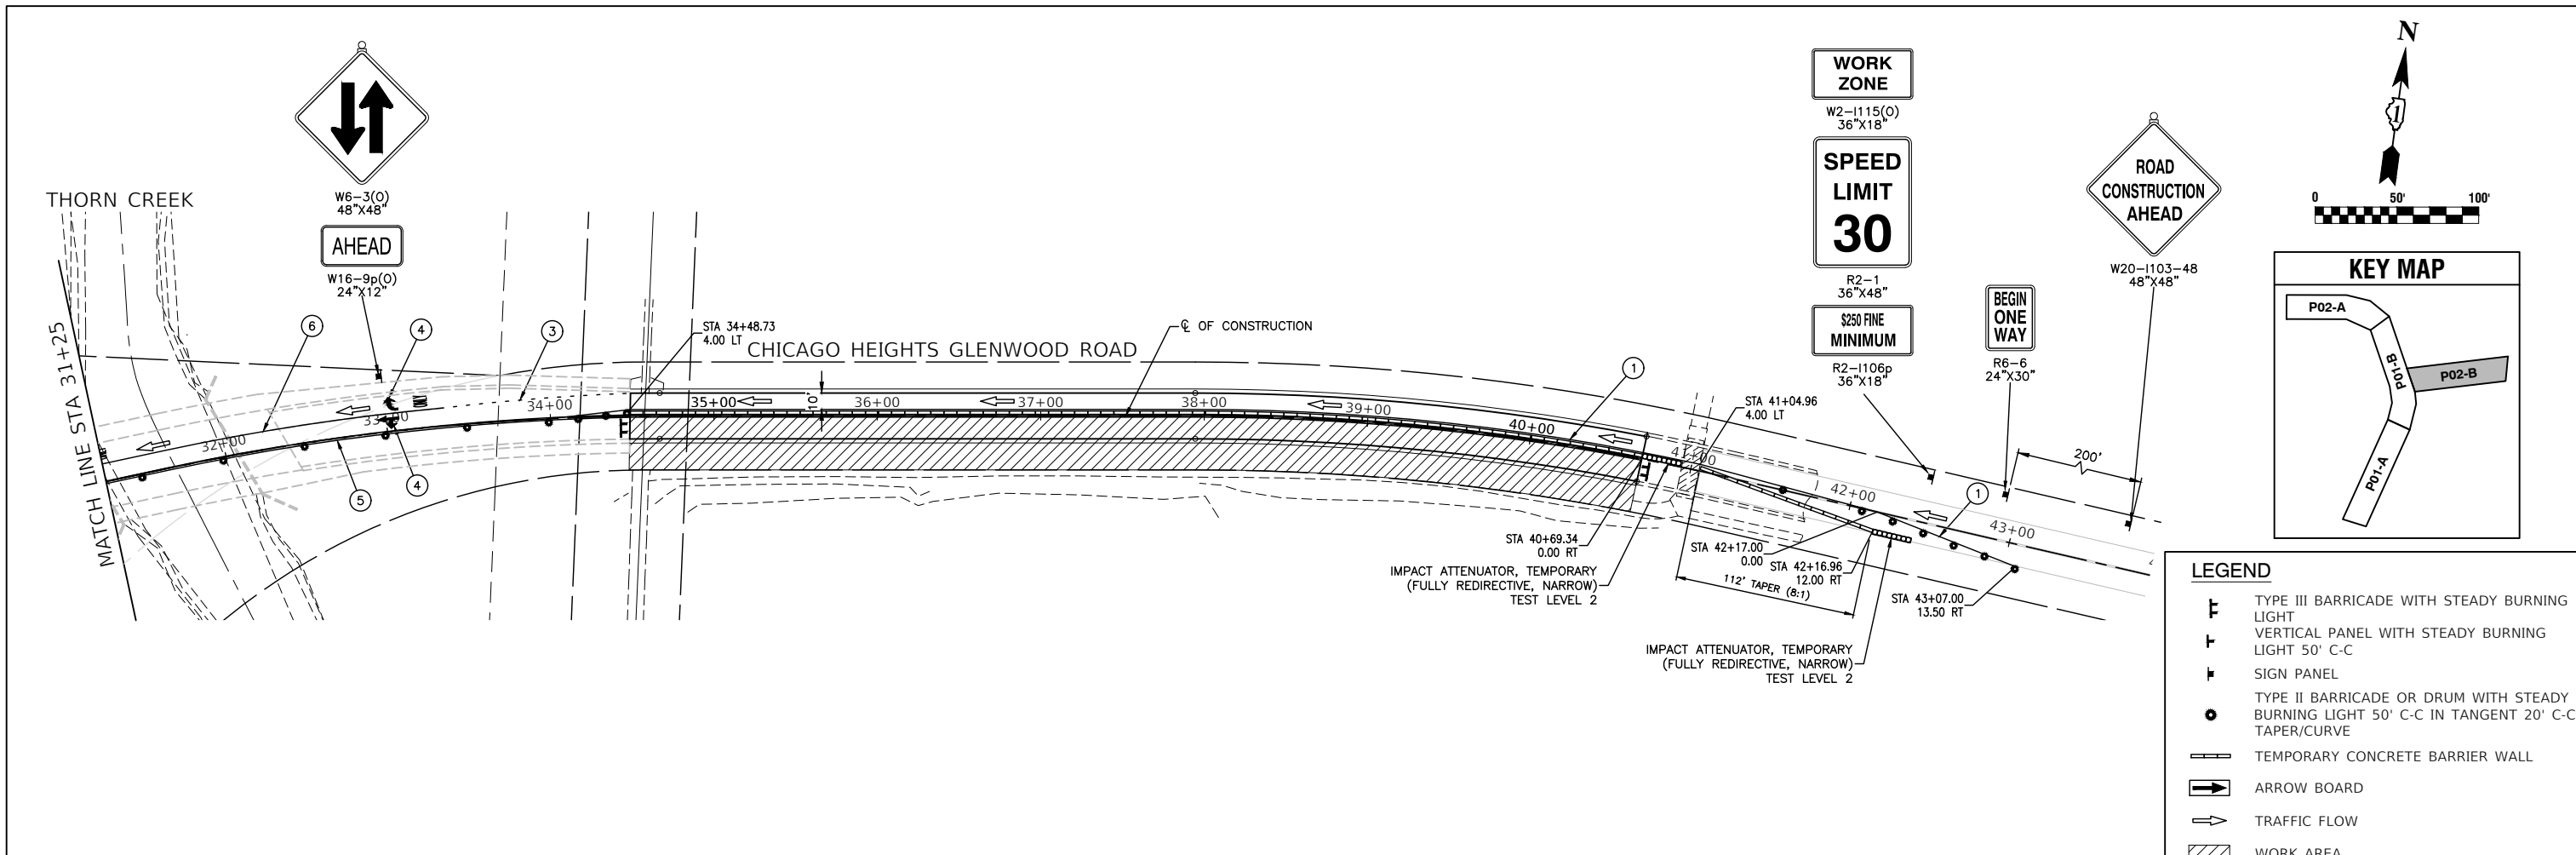 WORK
ZONE
W2-I115(O)
36"X18"
SPEED
LIMIT
30
R2-1
36"X48"
$250 FINE
MINIMUM
R2-I106p
36"X18"
BEGIN
ONE
WAY
R6-6
24"X30"
ROAD
CONSTRUCTION
AHEAD
W20-I103-48
48"X48"
N
1
0 50' 100'
KEY MAP
P02-A
P01-B
P02-B
P01-A
THORN CREEK
W6-3(O)
48"X48"
AHEAD
W16-9p(O)
24"X12"
MATCH LINE STA 31+25
6
4
3
5
4
STA 34+48.73
4.00 LT
CHICAGO HEIGHTS GLENWOOD ROAD
℄ OF CONSTRUCTION
10'
1
1
32+00
33+00
34+00
35+00
36+00
37+00
38+00
39+00
40+00
41+00
42+00
43+00
STA 41+04.96
4.00 LT
200'
STA 40+69.34
0.00 RT
IMPACT ATTENUATOR, TEMPORARY
(FULLY REDIRECTIVE, NARROW)
TEST LEVEL 2
STA 42+17.00
0.00
STA 42+16.96
12.00 RT
112' TAPER (8:1)
STA 43+07.00
13.50 RT
IMPACT ATTENUATOR, TEMPORARY
(FULLY REDIRECTIVE, NARROW)
TEST LEVEL 2
LEGEND
TYPE III BARRICADE WITH STEADY BURNING
LIGHT
VERTICAL PANEL WITH STEADY BURNING
LIGHT 50' C-C
SIGN PANEL
TYPE II BARRICADE OR DRUM WITH STEADY
BURNING LIGHT 50' C-C IN TANGENT 20' C-C
TAPER/CURVE
TEMPORARY CONCRETE BARRIER WALL
ARROW BOARD
TRAFFIC FLOW
WORK AREA